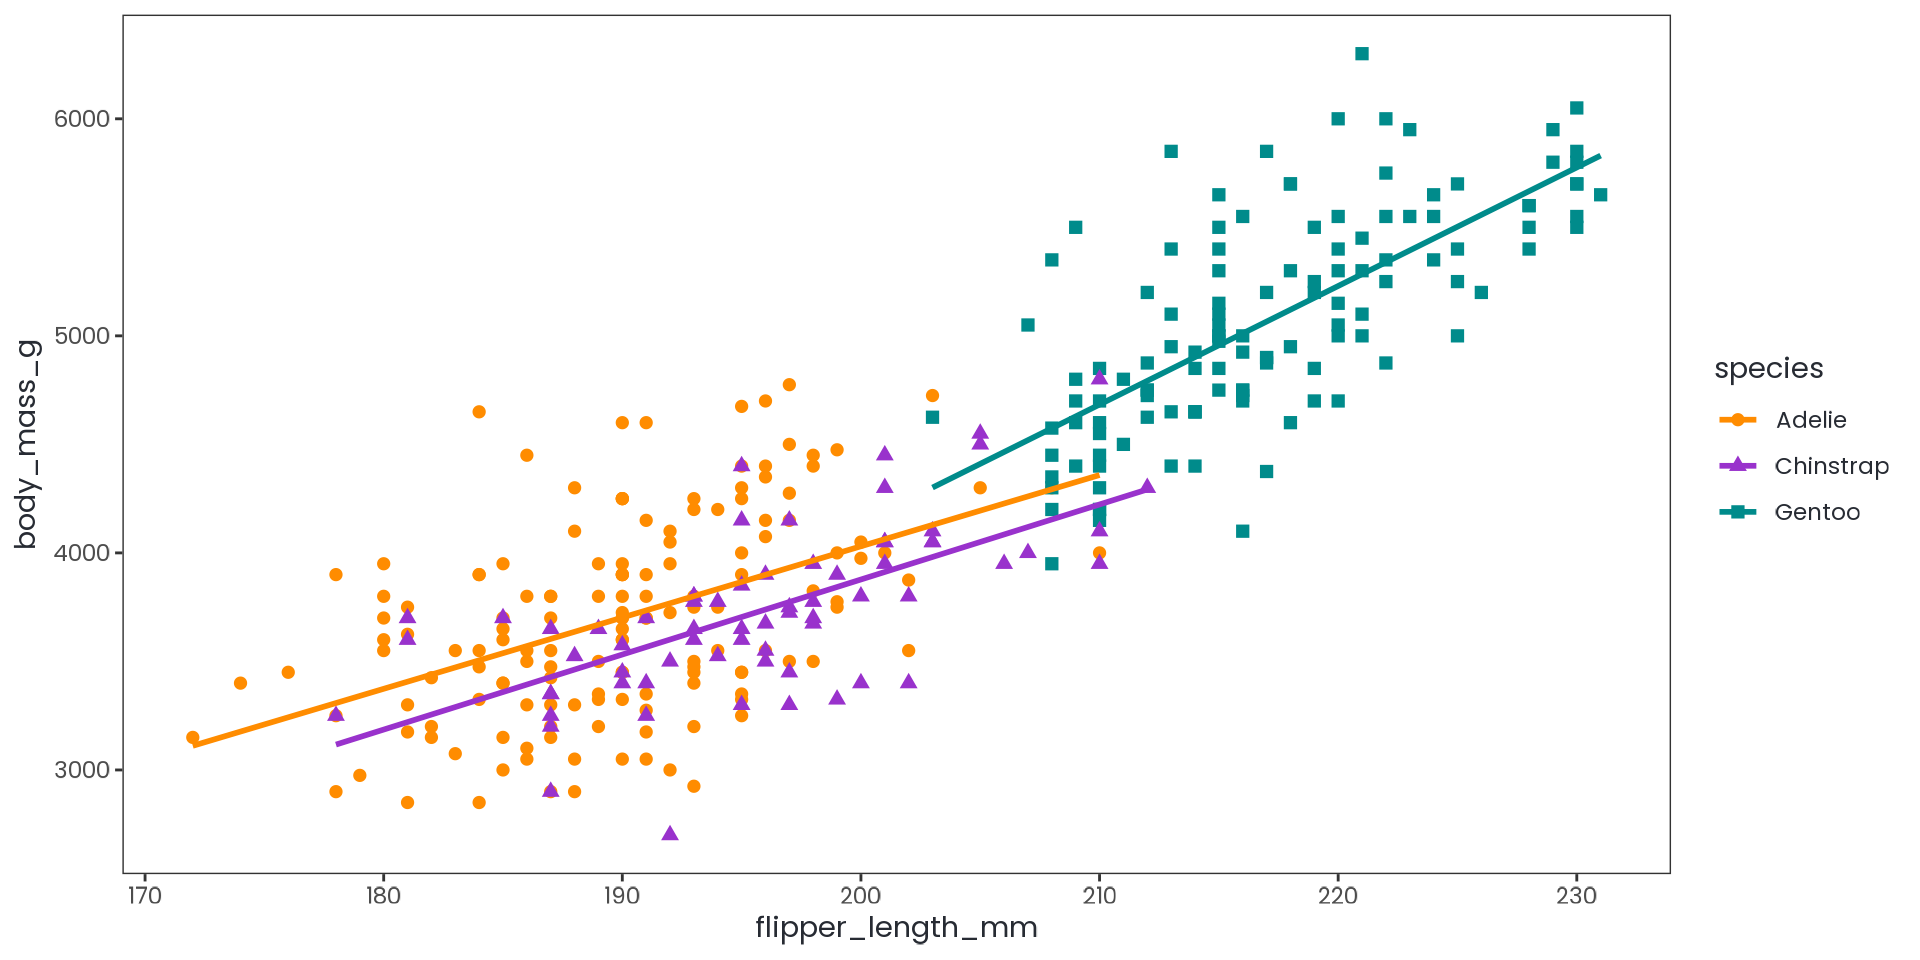 6000
5000
4000
3000
body_mass_g
170 180 190 200 210 220 230
flipper_length_mm
species
Adelie
Chinstrap
Gentoo